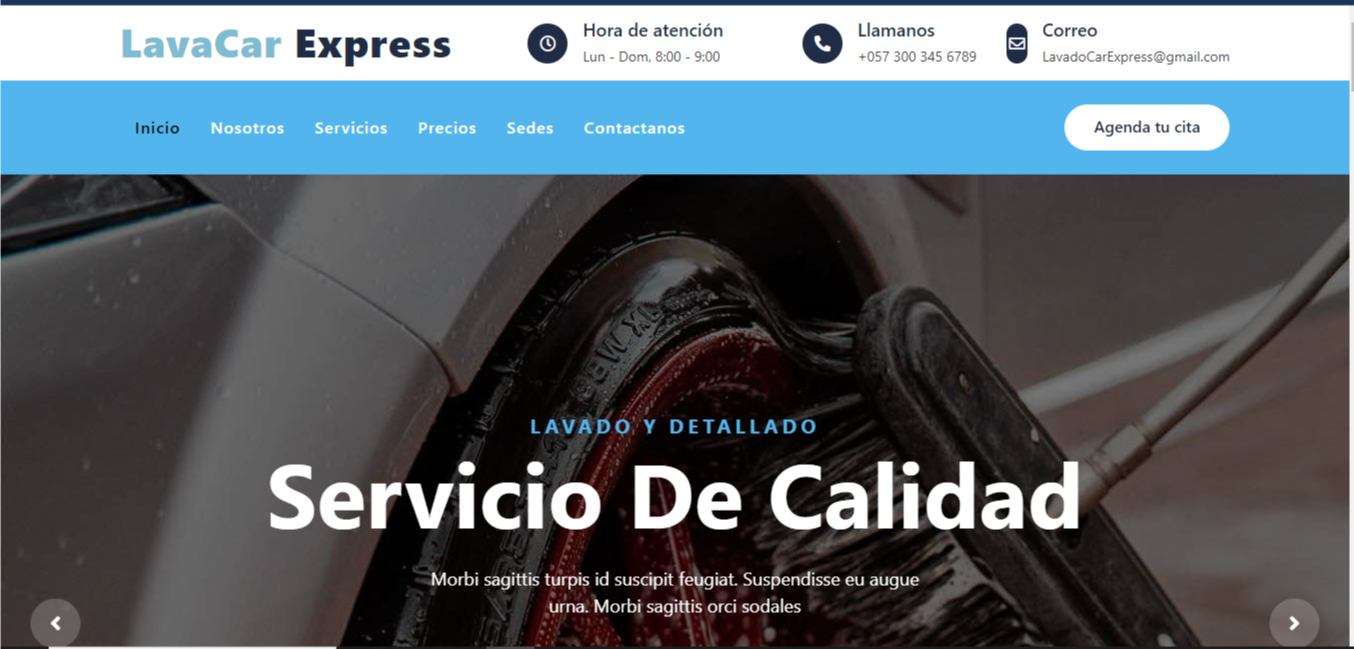 LavaCar Express
Hora de atención
Lun - Dom, 8:00 - 9:00
Llamanos
+057 300 345 6789
Correo
LavadoCarExpress@gmail.com
Inicio Nosotros Servicios Precios Sedes Contactanos
Agenda tu cita
LAVADO Y DETALLADO
Servicio De Calidad
Morbi sagittis turpis id suscipit feugiat. Suspendisse eu augue
urna. Morbi sagittis orci sodales